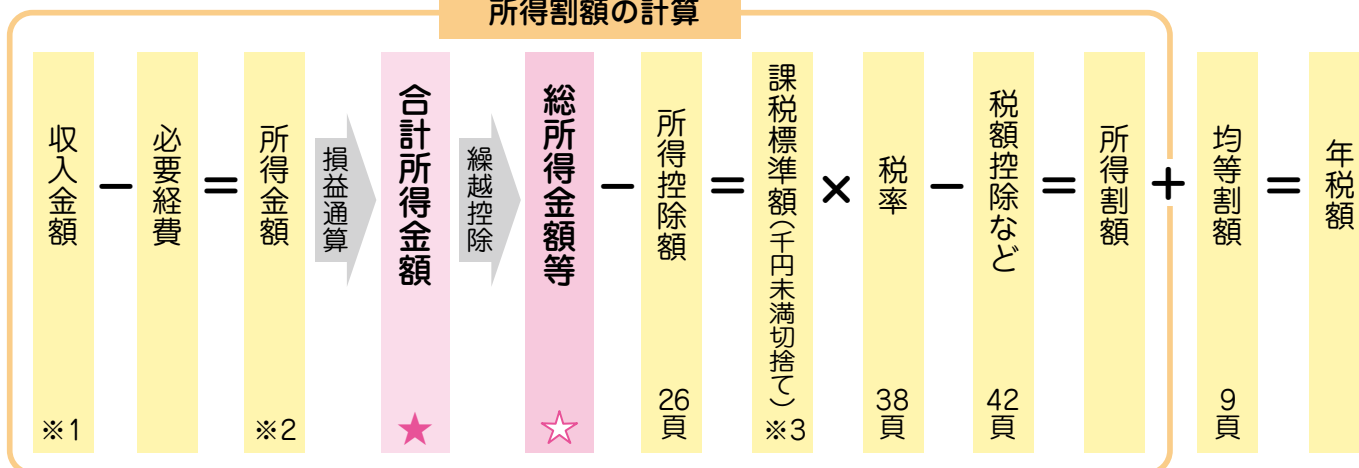 所得割額の計算
収入金額
※1
−
必要経費
=
所得金額
※2
損益通算
合計所得金額
★
繰越控除
総所得金額等
☆
−
所得控除額
26頁
=
課税標準額(千円未満切捨て)
※3
×
税率
38頁
−
税額控除など
42頁
=
所得割額
+
均等割額
9頁
=
年税額